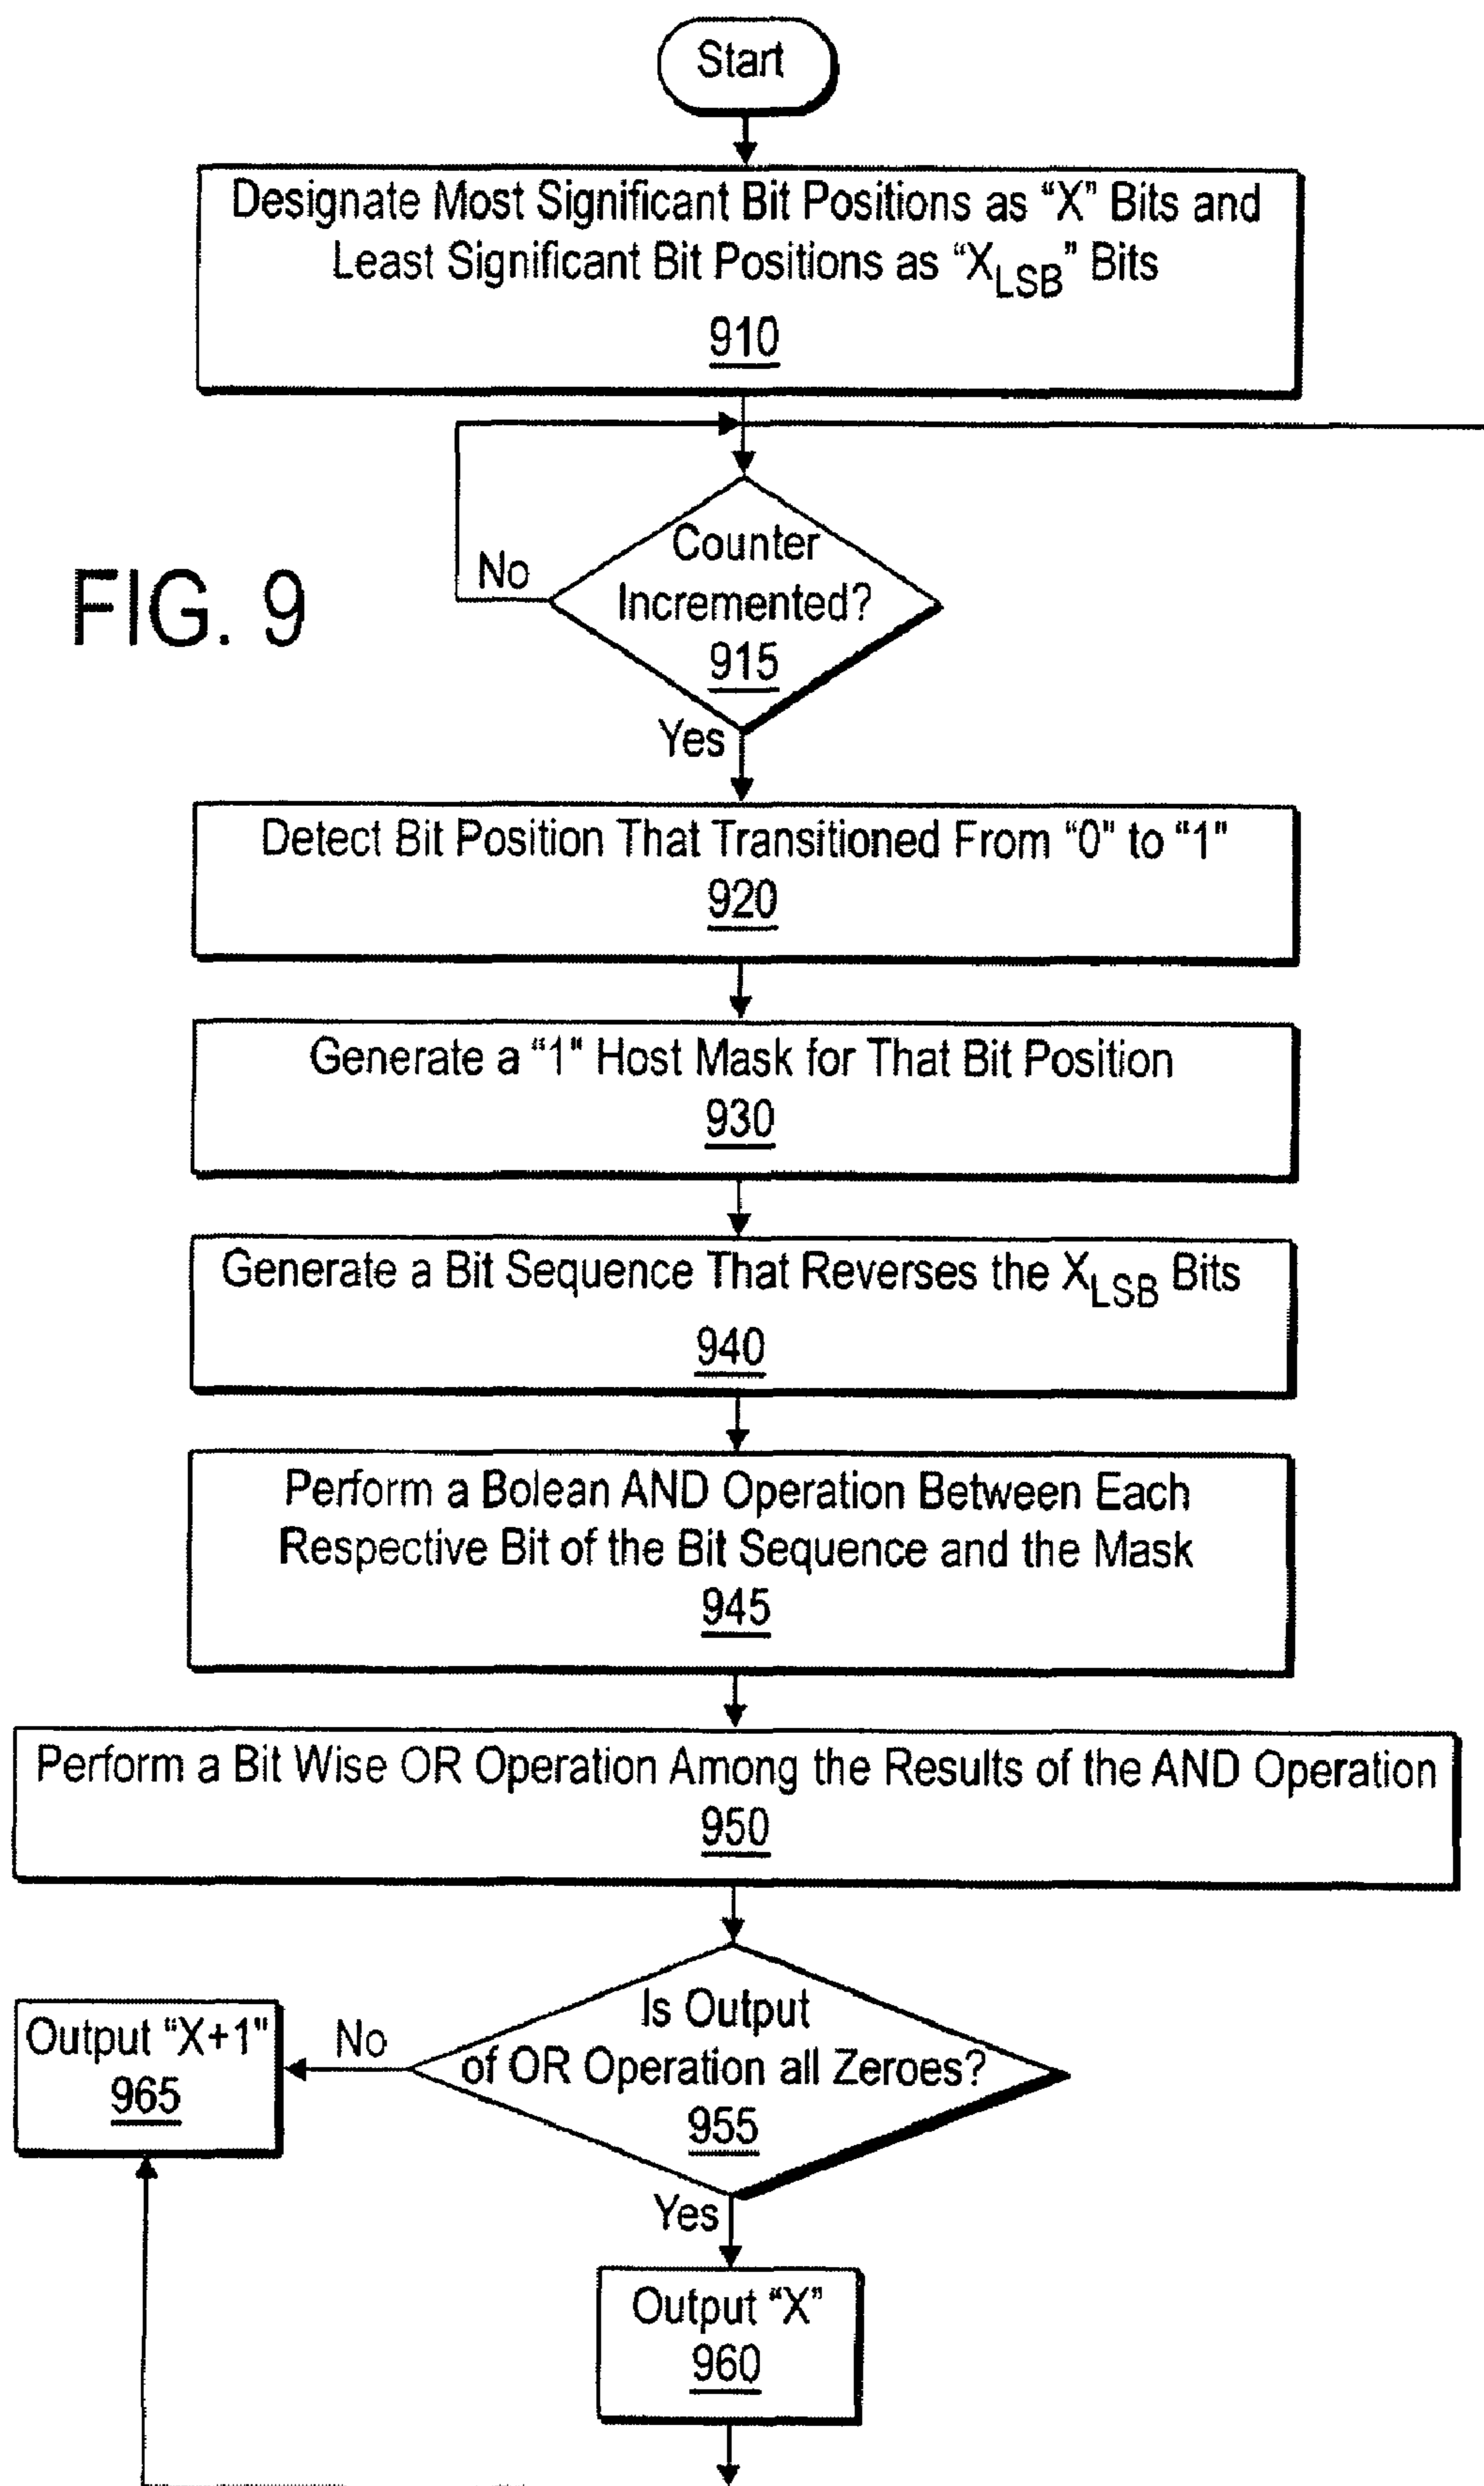 Start
Designate Most Significant Bit Positions as “X” Bits and
Least Significant Bit Positions as “X_LSB” Bits
910
FIG. 9
Counter
Incremented?
915
No
Yes
Detect Bit Position That Transitioned From “0” to “1”
920
Generate a “1” Host Mask for That Bit Position
930
Generate a Bit Sequence That Reverses the X_LSB Bits
940
Perform a Bolean AND Operation Between Each
Respective Bit of the Bit Sequence and the Mask
945
Perform a Bit Wise OR Operation Among the Results of the AND Operation
950
Is Output
of OR Operation all Zeroes?
955
No
Output “X+1”
965
Yes
Output “X”
960